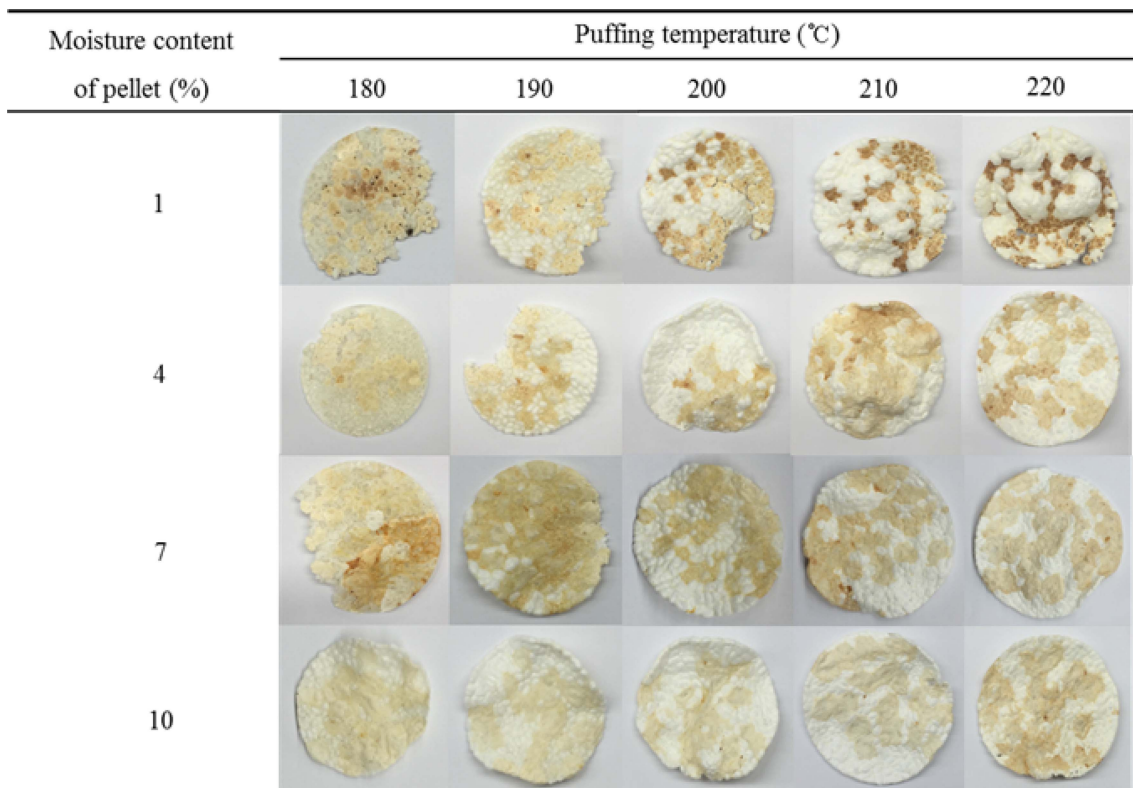 Moisture content
of pellet (%)
Puffing temperature (℃)
180 190 200 210 220
1
4
7
10